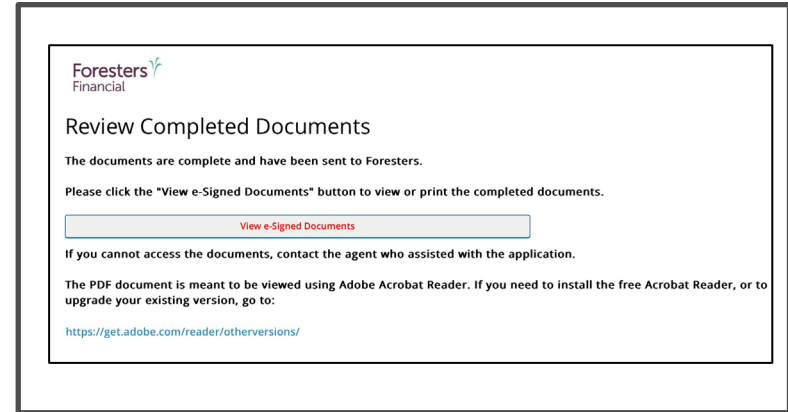 Foresters
Financial
Review Completed Documents
The documents are complete and have been sent to Foresters.
Please click the "View e-Signed Documents" button to view or print the completed documents.
View e-Signed Documents
If you cannot access the documents, contact the agent who assisted with the application.
The PDF document is meant to be viewed using Adobe Acrobat Reader. If you need to install the free Acrobat Reader, or to
upgrade your existing version, go to:
https://get.adobe.com/reader/otherversions/